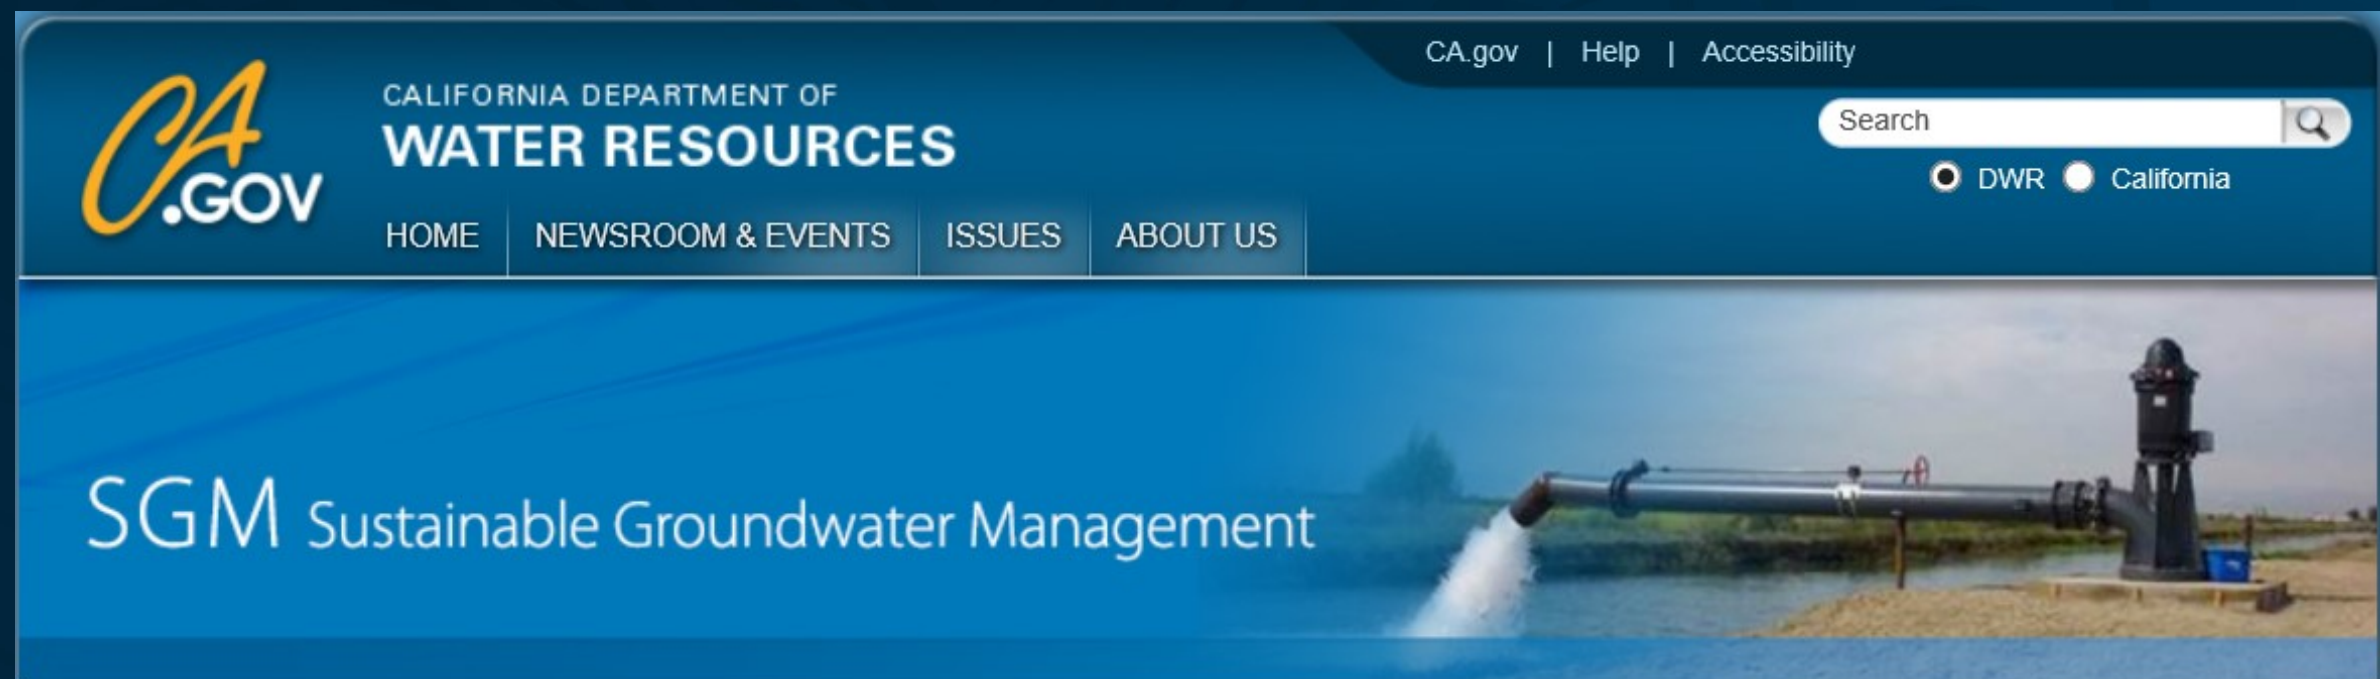 CA.gov | Help | Accessibility
CA.GOV
CALIFORNIA DEPARTMENT OF
WATER RESOURCES
Search
DWR California
HOME NEWSROOM & EVENTS ISSUES ABOUT US
SGM Sustainable Groundwater Management